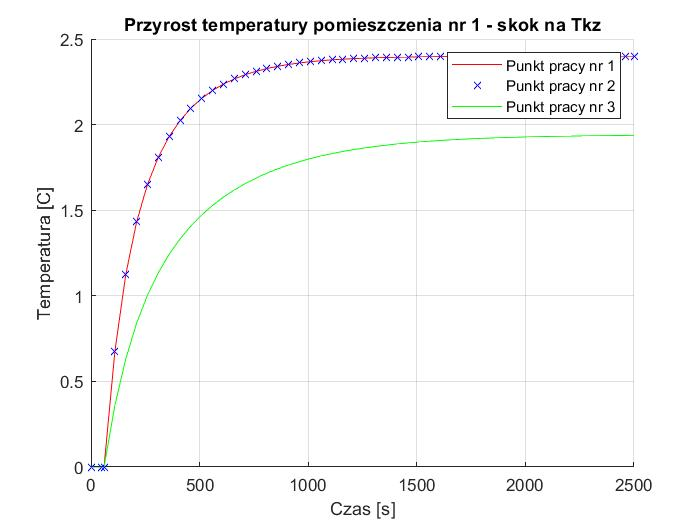 Przyrost temperatury pomieszczenia nr 1 - skok na Tkz
2.5
2
1.5
1
0.5
0
Temperatura [C]
Punkt pracy nr 1
Punkt pracy nr 2
Punkt pracy nr 3
0 500 1000 1500 2000 2500
Czas [s]